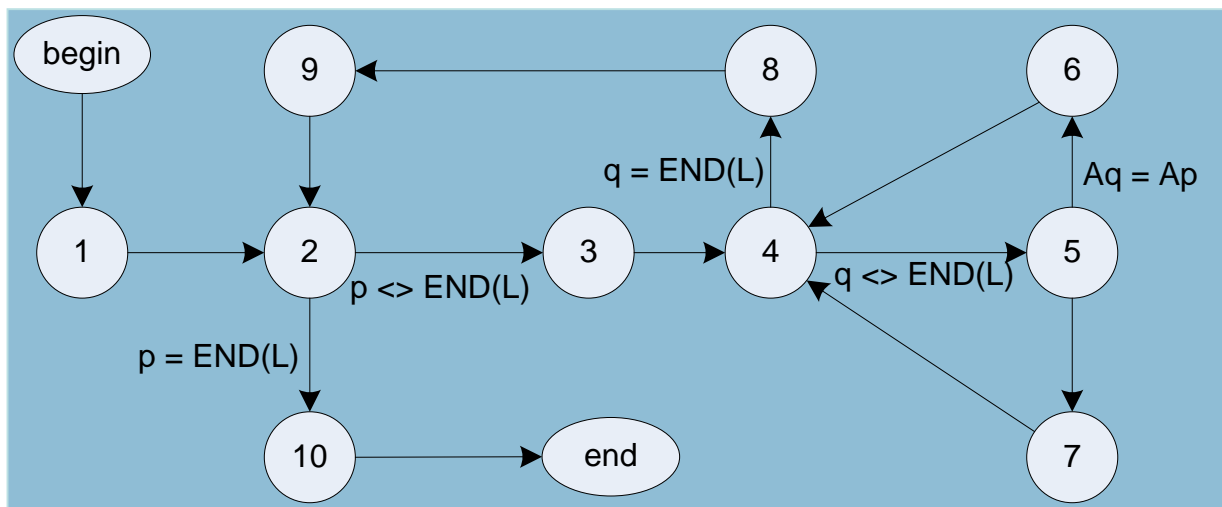 begin
9
8
6
q = END(L)
Aq = Ap
1
2
3
4
5
p <> END(L)
q <> END(L)
p = END(L)
10
end
7